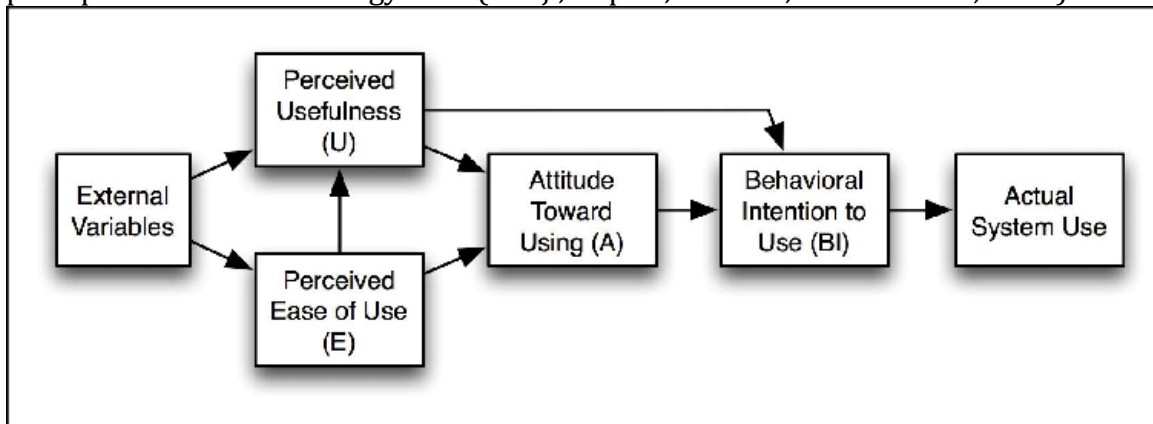 Perceived
Usefulness
(U)
External
Variables
Attitude
Toward
Using (A)
Behavioral
Intention to
Use (BI)
Actual
System Use
Perceived
Ease of Use
(E)